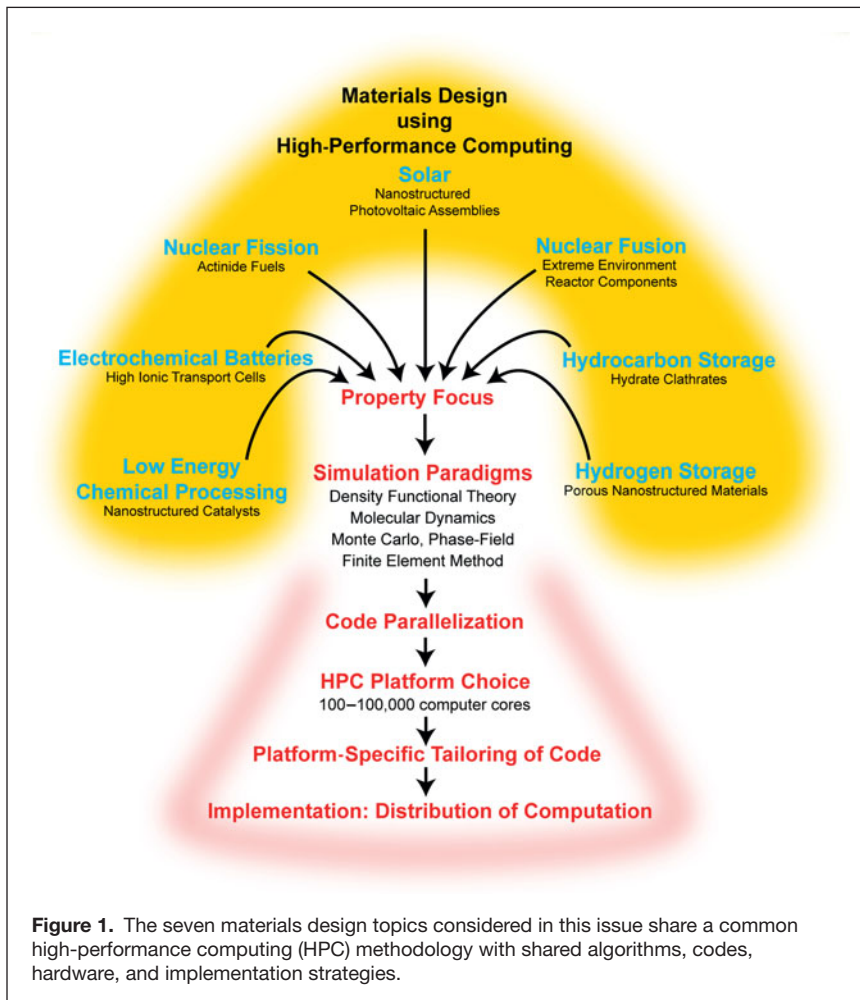 Materials Design
using
High-Performance Computing
Solar
Nanostructured
Photovoltaic Assemblies
Nuclear Fission
Actinide Fuels
Nuclear Fusion
Extreme Environment
Reactor Components
Electrochemical Batteries
High Ionic Transport Cells
Hydrocarbon Storage
Hydrate Clathrates
Low Energy
Chemical Processing
Nanostructured Catalysts
Hydrogen Storage
Porous Nanostructured Materials
Property Focus
Simulation Paradigms
Density Functional Theory
Molecular Dynamics
Monte Carlo, Phase-Field
Finite Element Method
Code Parallelization
HPC Platform Choice
100–100,000 computer cores
Platform-Specific Tailoring of Code
Implementation: Distribution of Computation
Figure 1. The seven materials design topics considered in this issue share a common
high-performance computing (HPC) methodology with shared algorithms, codes,
hardware, and implementation strategies.